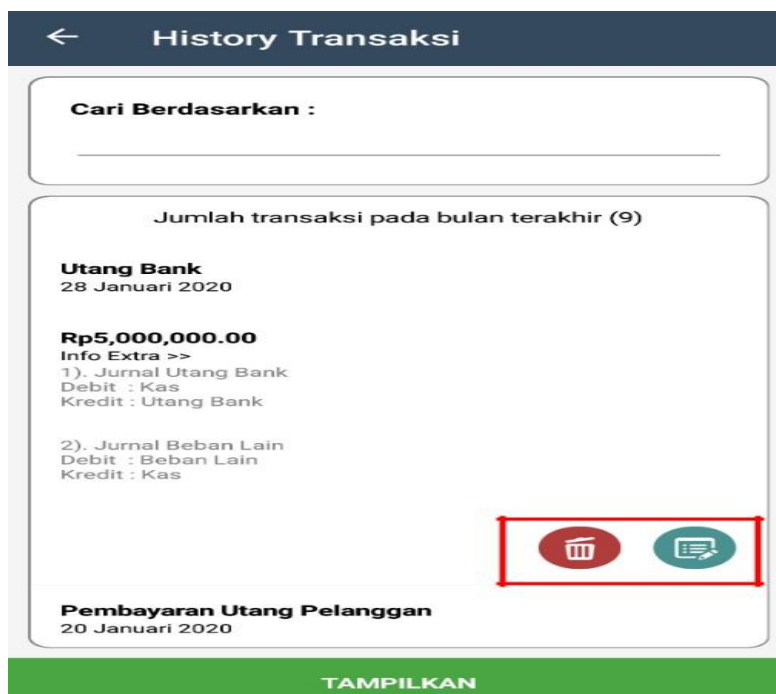 History Transaksi
Cari Berdasarkan :
Jumlah transaksi pada bulan terakhir (9)
Utang Bank
28 Januari 2020
Rp5,000,000.00
Info Extra >>
1). Jurnal Utang Bank
Debit : Kas
Kredit : Utang Bank
2). Jurnal Beban Lain
Debit : Beban Lain
Kredit : Kas
Pembayaran Utang Pelanggan
20 Januari 2020
TAMPILKAN